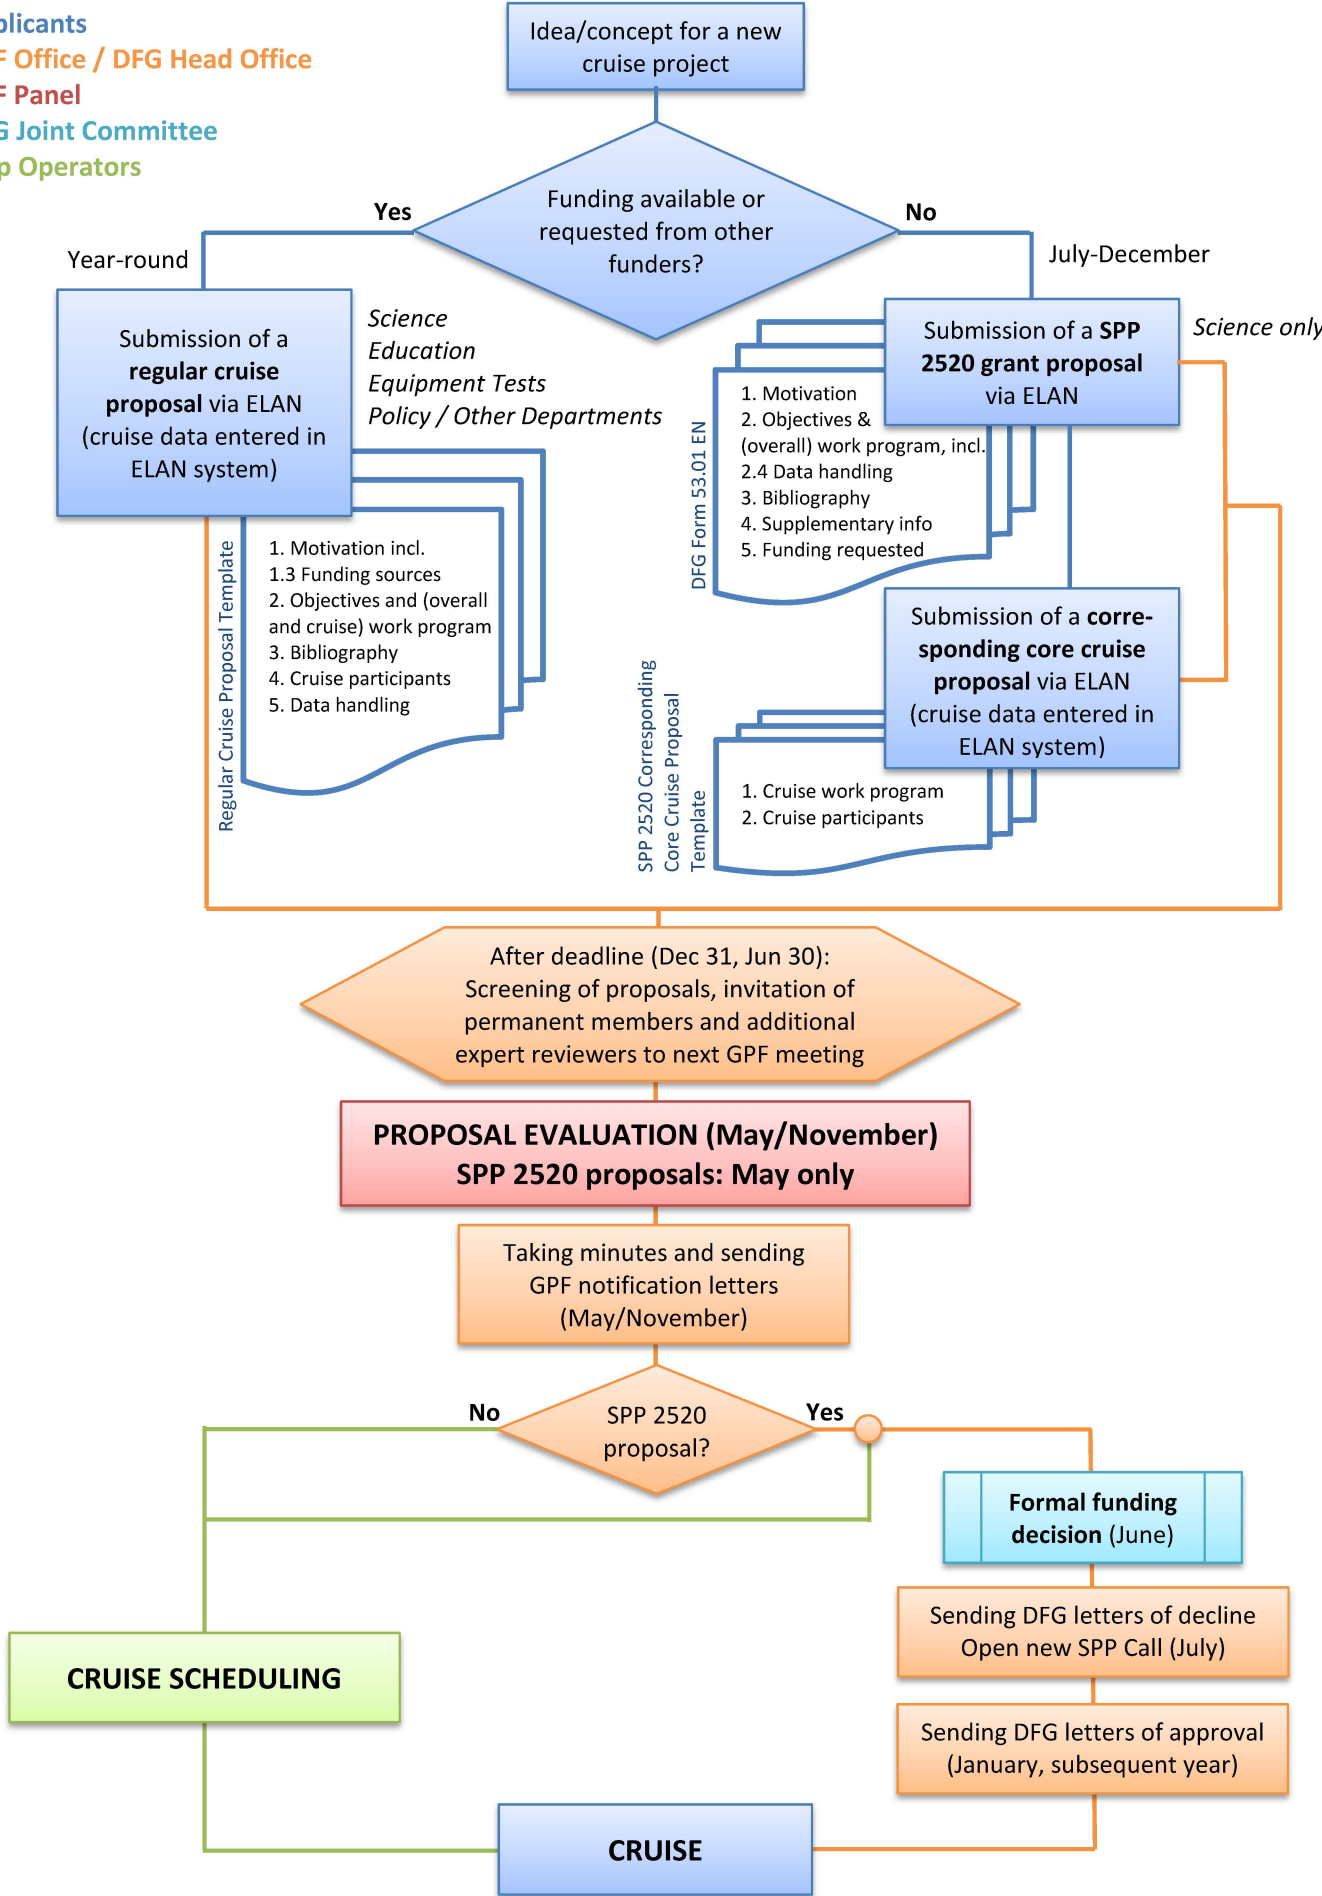 plicants
F Office / DFG Head Office
F Panel
G Joint Committee
p Operators
Idea/concept for a new
cruise project
Funding available or
requested from other
funders?
Yes
No
Year-round
July-December
Submission of a
regular cruise
proposal via ELAN
(cruise data entered in
ELAN system)
Science
Education
Equipment Tests
Policy / Other Departments
Regular Cruise Proposal Template
1. Motivation incl.
1.3 Funding sources
2. Objectives and (overall
and cruise) work program
3. Bibliography
4. Cruise participants
5. Data handling
Submission of a SPP
2520 grant proposal
via ELAN
Science only
DFG Form 53.01 EN
1. Motivation
2. Objectives &
(overall) work program, incl.
2.4 Data handling
3. Bibliography
4. Supplementary info
5. Funding requested
Submission of a corre-
sponding core cruise
proposal via ELAN
(cruise data entered in
ELAN system)
SPP 2520 Corresponding
Core Cruise Proposal
Template
1. Cruise work program
2. Cruise participants
After deadline (Dec 31, Jun 30):
Screening of proposals, invitation of
permanent members and additional
expert reviewers to next GPF meeting
PROPOSAL EVALUATION (May/November)
SPP 2520 proposals: May only
Taking minutes and sending
GPF notification letters
(May/November)
SPP 2520
proposal?
No
Yes
Formal funding
decision (June)
Sending DFG letters of decline
Open new SPP Call (July)
CRUISE SCHEDULING
Sending DFG letters of approval
(January, subsequent year)
CRUISE